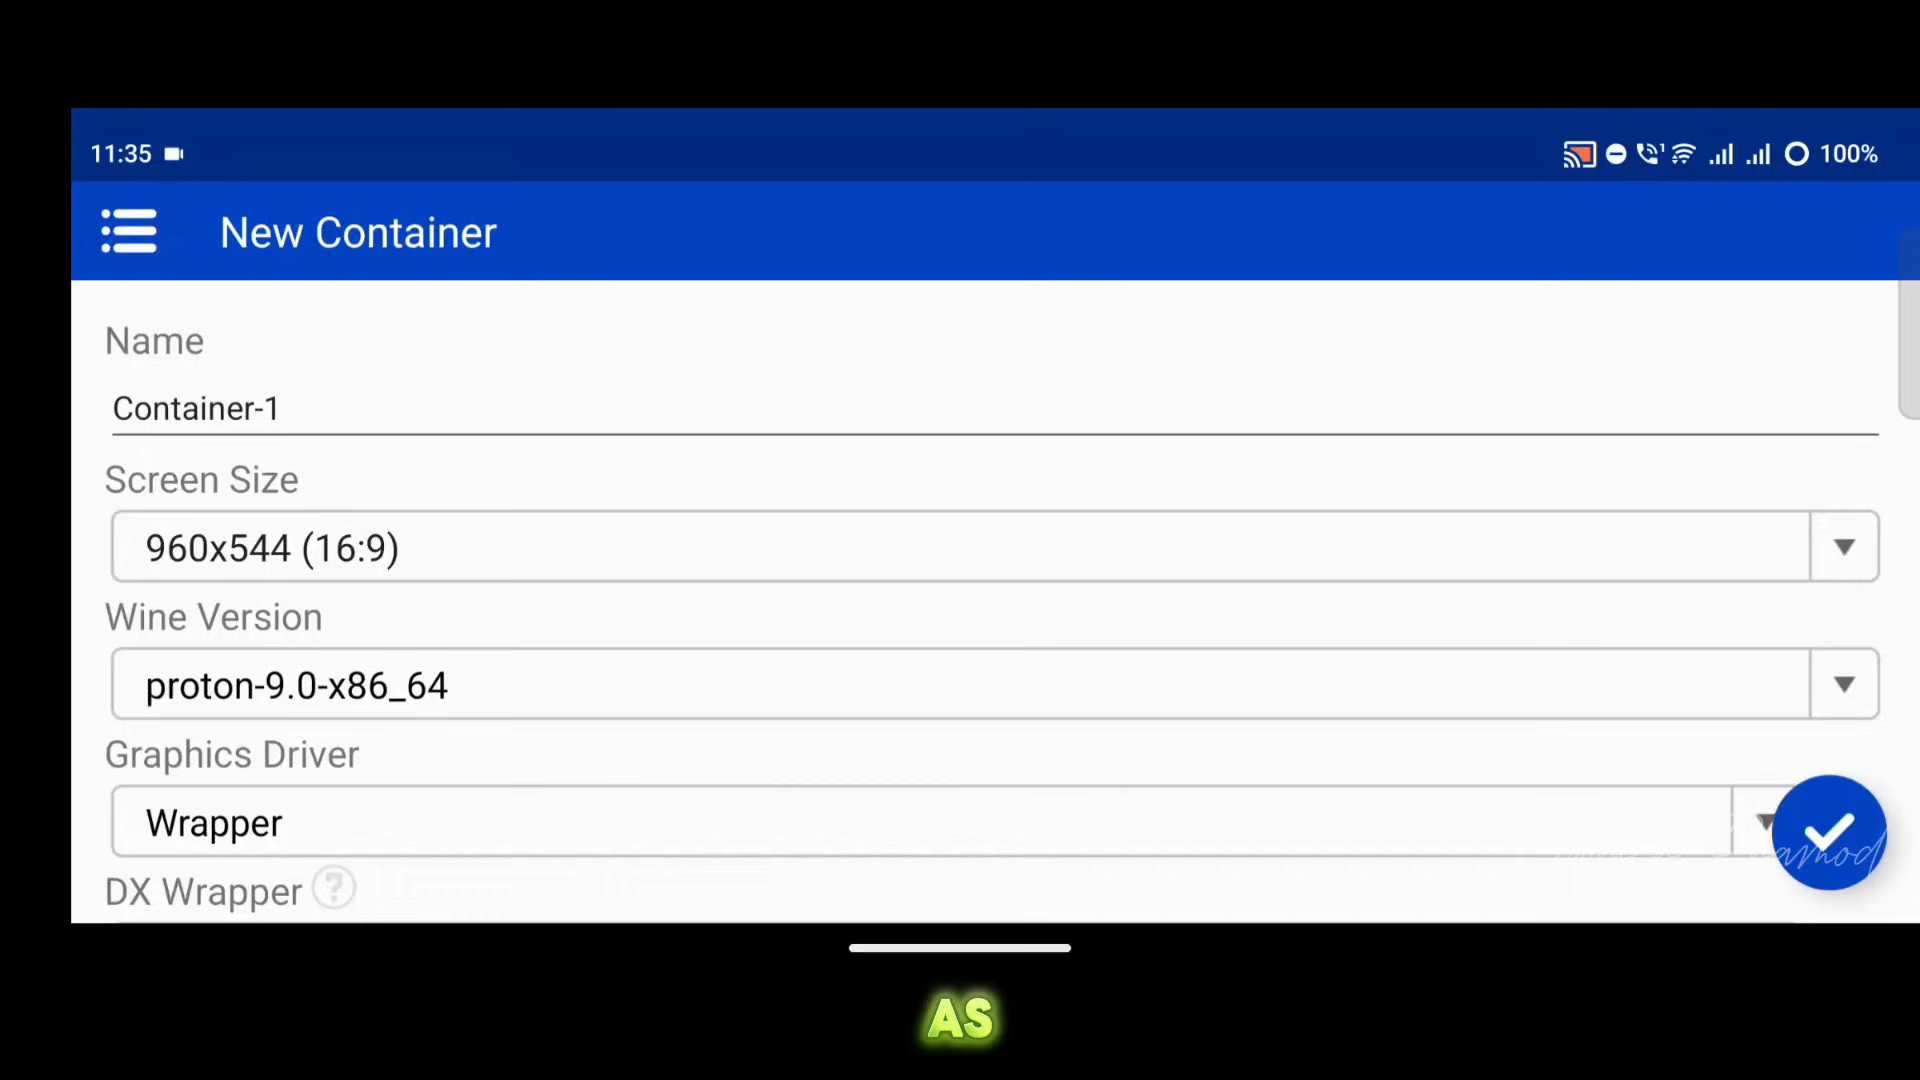 11:35
100%
New Container
Name
Container-1
Screen Size
960x544 (16:9)
Wine Version
proton-9.0-x86_64
Graphics Driver
Wrapper
DX Wrapper ?
AS